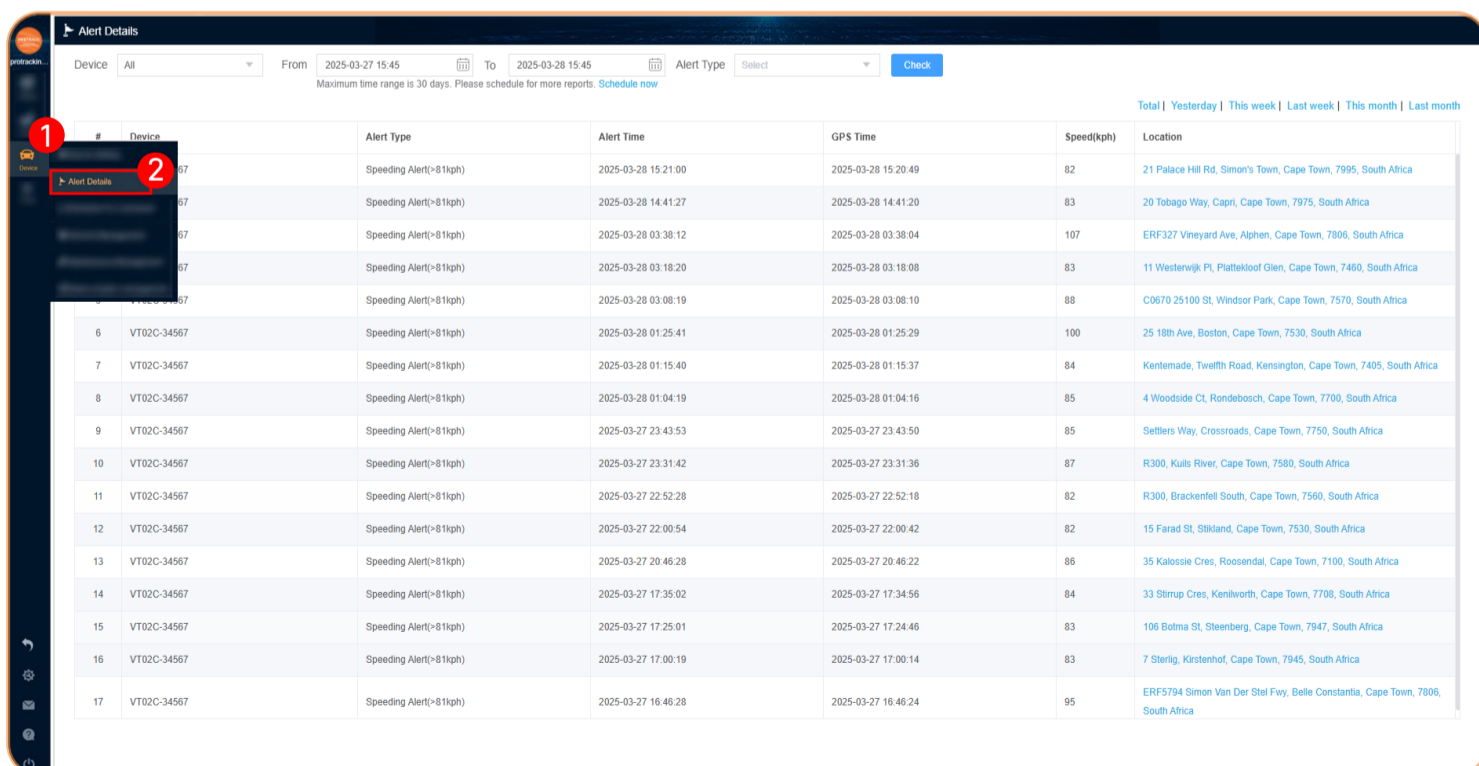 Alert Details
protrackin...
Device All From 2025-03-27 15:45 To 2025-03-28 15:45 Alert Type Select Check
Maximum time range is 30 days. Please schedule for more reports. Schedule now
Total | Yesterday | This week | Last week | This month | Last month
1
Device
2
Alert Details
# Device Alert Type Alert Time GPS Time Speed(kph) Location
67 Speeding Alert(>81kph) 2025-03-28 15:21:00 2025-03-28 15:20:49 82 21 Palace Hill Rd, Simon's Town, Cape Town, 7995, South Africa
67 Speeding Alert(>81kph) 2025-03-28 14:41:27 2025-03-28 14:41:20 83 20 Tobago Way, Capri, Cape Town, 7975, South Africa
67 Speeding Alert(>81kph) 2025-03-28 03:38:12 2025-03-28 03:38:04 107 ERF327 Vineyard Ave, Alphen, Cape Town, 7806, South Africa
67 Speeding Alert(>81kph) 2025-03-28 03:18:20 2025-03-28 03:18:08 83 11 Westerwijk Pl, Plattekloof Glen, Cape Town, 7460, South Africa
67 Speeding Alert(>81kph) 2025-03-28 03:08:19 2025-03-28 03:08:10 88 C0670 25100 St, Windsor Park, Cape Town, 7570, South Africa
6 VT02C-34567 Speeding Alert(>81kph) 2025-03-28 01:25:41 2025-03-28 01:25:29 100 25 18th Ave, Boston, Cape Town, 7530, South Africa
7 VT02C-34567 Speeding Alert(>81kph) 2025-03-28 01:15:40 2025-03-28 01:15:37 84 Kentemade, Twelfth Road, Kensington, Cape Town, 7405, South Africa
8 VT02C-34567 Speeding Alert(>81kph) 2025-03-28 01:04:19 2025-03-28 01:04:16 85 4 Woodside Ct, Rondebosch, Cape Town, 7700, South Africa
9 VT02C-34567 Speeding Alert(>81kph) 2025-03-27 23:43:53 2025-03-27 23:43:50 85 Settlers Way, Crossroads, Cape Town, 7750, South Africa
10 VT02C-34567 Speeding Alert(>81kph) 2025-03-27 23:31:42 2025-03-27 23:31:36 87 R300, Kuils River, Cape Town, 7580, South Africa
11 VT02C-34567 Speeding Alert(>81kph) 2025-03-27 22:52:28 2025-03-27 22:52:18 82 R300, Brackenfell South, Cape Town, 7560, South Africa
12 VT02C-34567 Speeding Alert(>81kph) 2025-03-27 22:00:54 2025-03-27 22:00:42 82 15 Farad St, Stikland, Cape Town, 7530, South Africa
13 VT02C-34567 Speeding Alert(>81kph) 2025-03-27 20:46:28 2025-03-27 20:46:22 86 35 Kalossie Cres, Roosendal, Cape Town, 7100, South Africa
14 VT02C-34567 Speeding Alert(>81kph) 2025-03-27 17:35:02 2025-03-27 17:34:56 84 33 Stirrup Cres, Kenilworth, Cape Town, 7708, South Africa
15 VT02C-34567 Speeding Alert(>81kph) 2025-03-27 17:25:01 2025-03-27 17:24:46 83 106 Botma St, Steenberg, Cape Town, 7947, South Africa
16 VT02C-34567 Speeding Alert(>81kph) 2025-03-27 17:00:19 2025-03-27 17:00:14 83 7 Sterlig, Kirstenhof, Cape Town, 7945, South Africa
17 VT02C-34567 Speeding Alert(>81kph) 2025-03-27 16:46:28 2025-03-27 16:46:24 95 ERF5794 Simon Van Der Stel Fwy, Belle Constantia, Cape Town, 7806,
South Africa